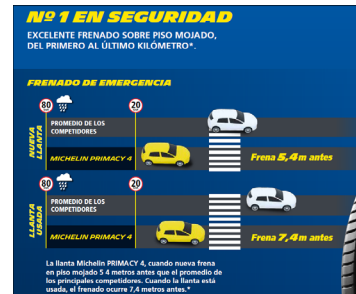 Nº1 EN SEGURIDAD
EXCELENTE FRENADO SOBRE PISO MOJADO,
DEL PRIMERO AL ÚLTIMO KILÓMETRO*.
FRENADO DE EMERGENCIA
80 20
NUEVA LLANTA
PROMEDIO DE LOS
COMPETIDORES
MICHELIN PRIMACY 4
Frena 5,4m antes
80 20
LLANTA USADA
PROMEDIO DE LOS
COMPETIDORES
MICHELIN PRIMACY 4
Frena 7,4m antes
La llanta Michelin PRIMACY 4, cuando nueva frena
en piso mojado 5 4 metros antes que el promedio de
los principales competidores. Cuando la llanta está
usada, el frenado ocurre 7,4 metros antes.*